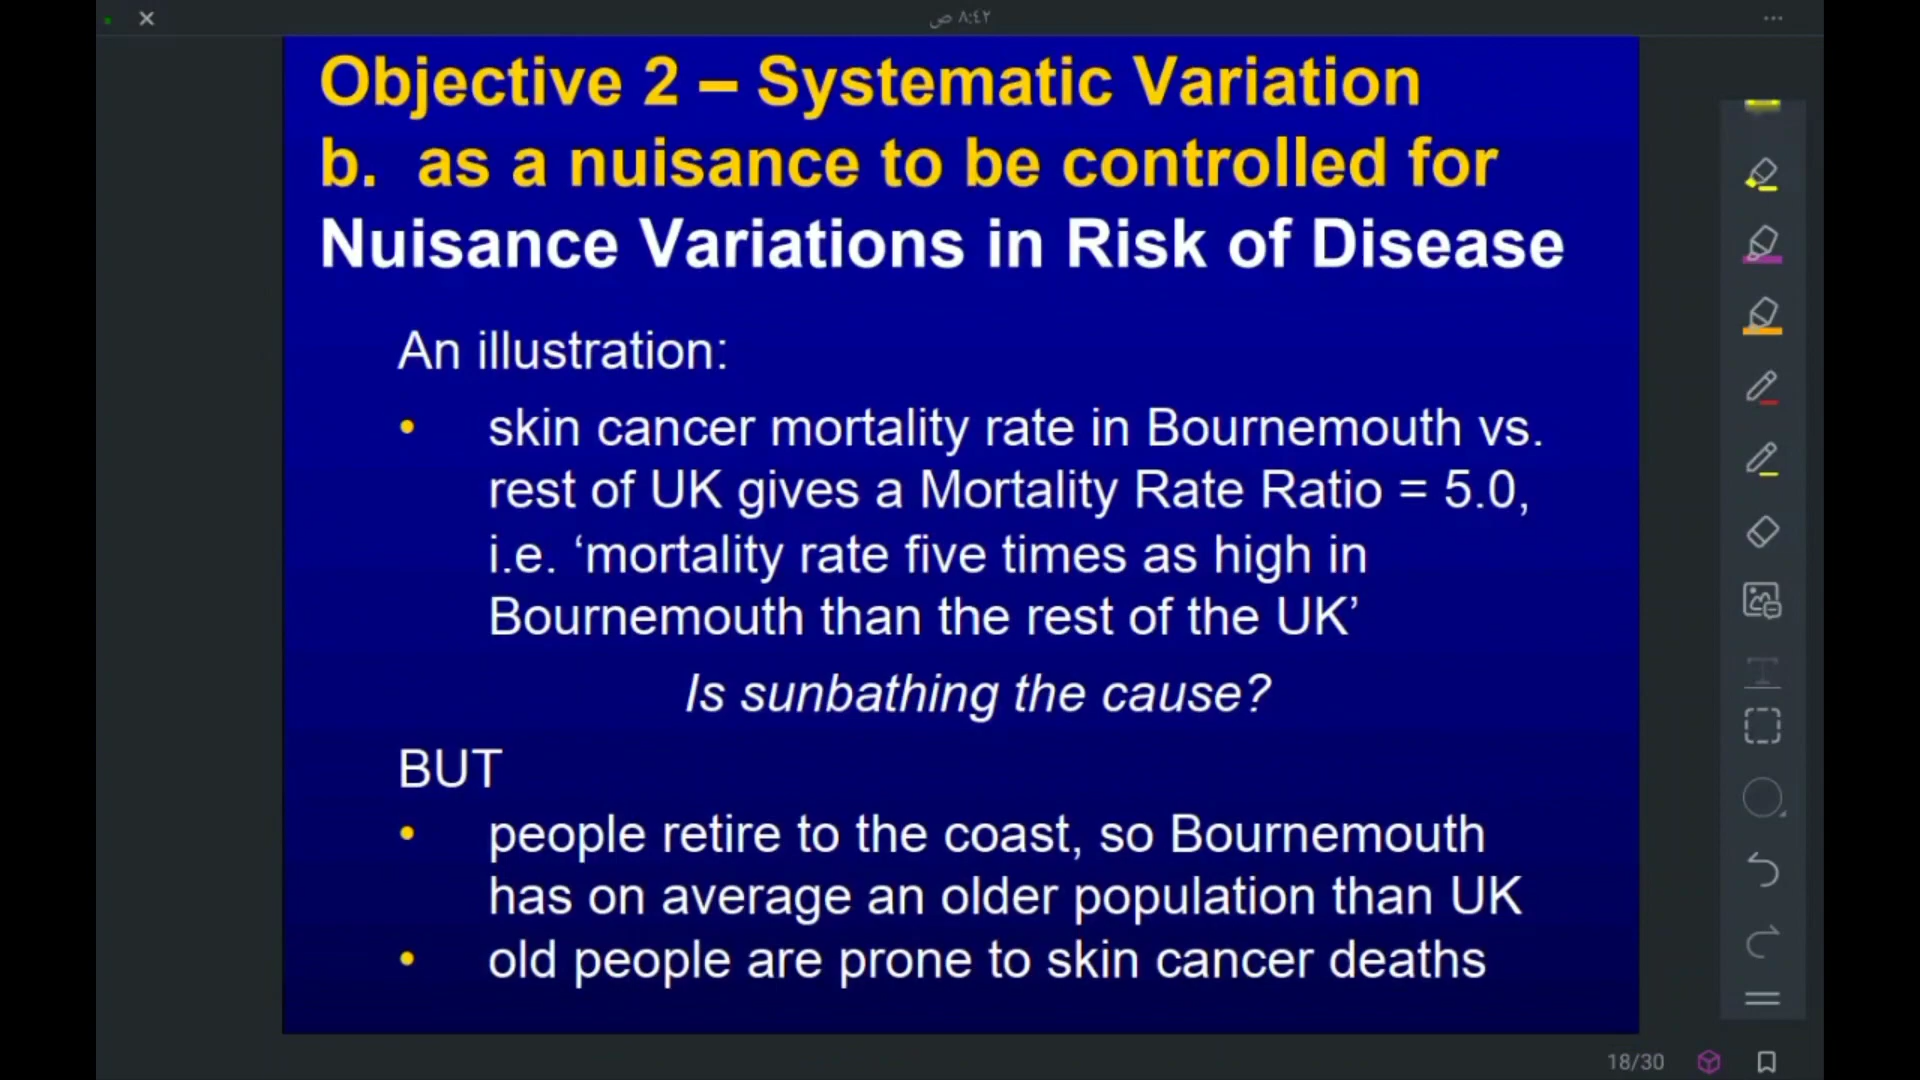 ٨:٤٢ ص
Objective 2 – Systematic Variation
b. as a nuisance to be controlled for
Nuisance Variations in Risk of Disease
An illustration:
• skin cancer mortality rate in Bournemouth vs.
rest of UK gives a Mortality Rate Ratio = 5.0,
i.e. ‘mortality rate five times as high in
Bournemouth than the rest of the UK’
Is sunbathing the cause?
BUT
• people retire to the coast, so Bournemouth
has on average an older population than UK
• old people are prone to skin cancer deaths
18/30